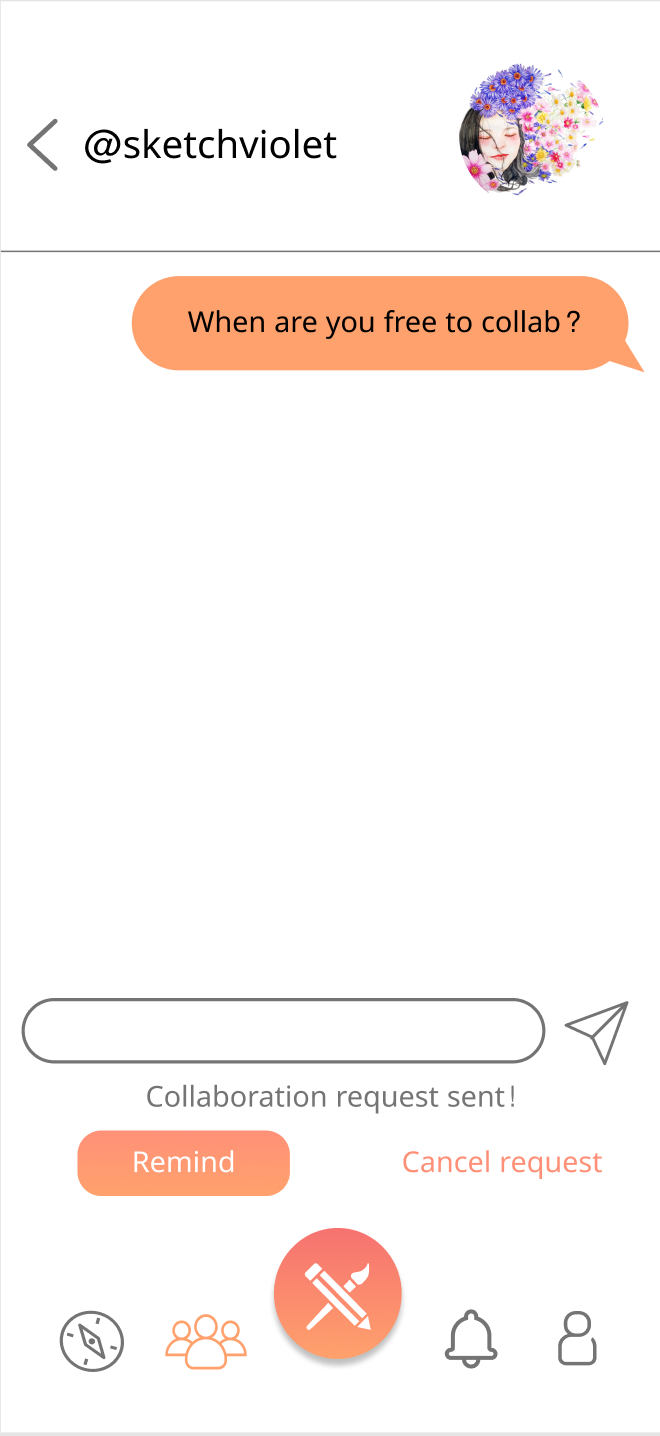 @sketchviolet
When are you free to collab?
Collaboration request sent!
Remind
Cancel request